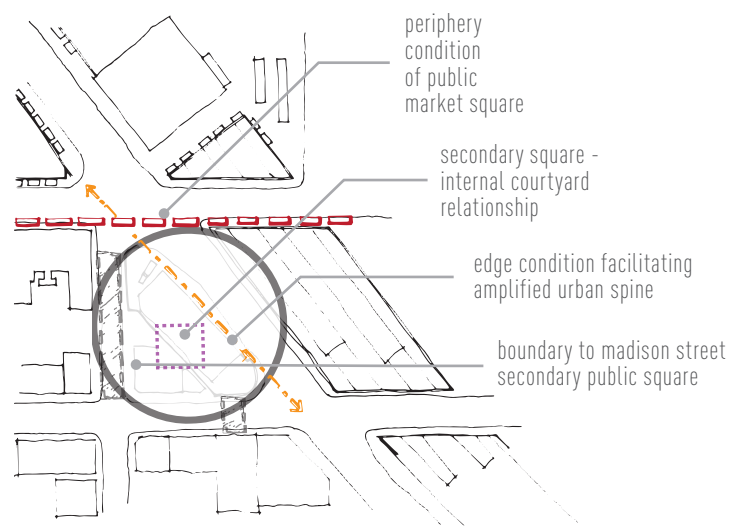 periphery
condition
of public
market square
secondary square -
internal courtyard
relationship
edge condition facilitating
amplified urban spine
boundary to madison street
secondary public square